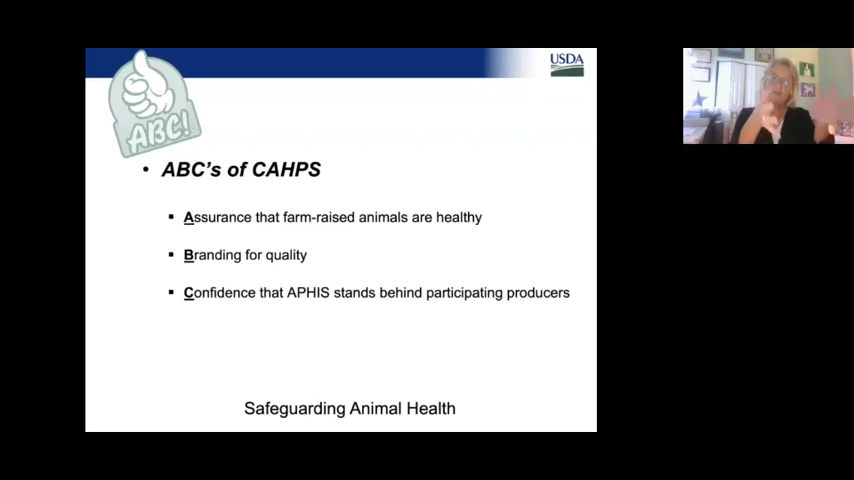 USDA
ABC!
• ABC's of CAHPS
▪ Assurance that farm-raised animals are healthy
▪ Branding for quality
▪ Confidence that APHIS stands behind participating producers
Safeguarding Animal Health